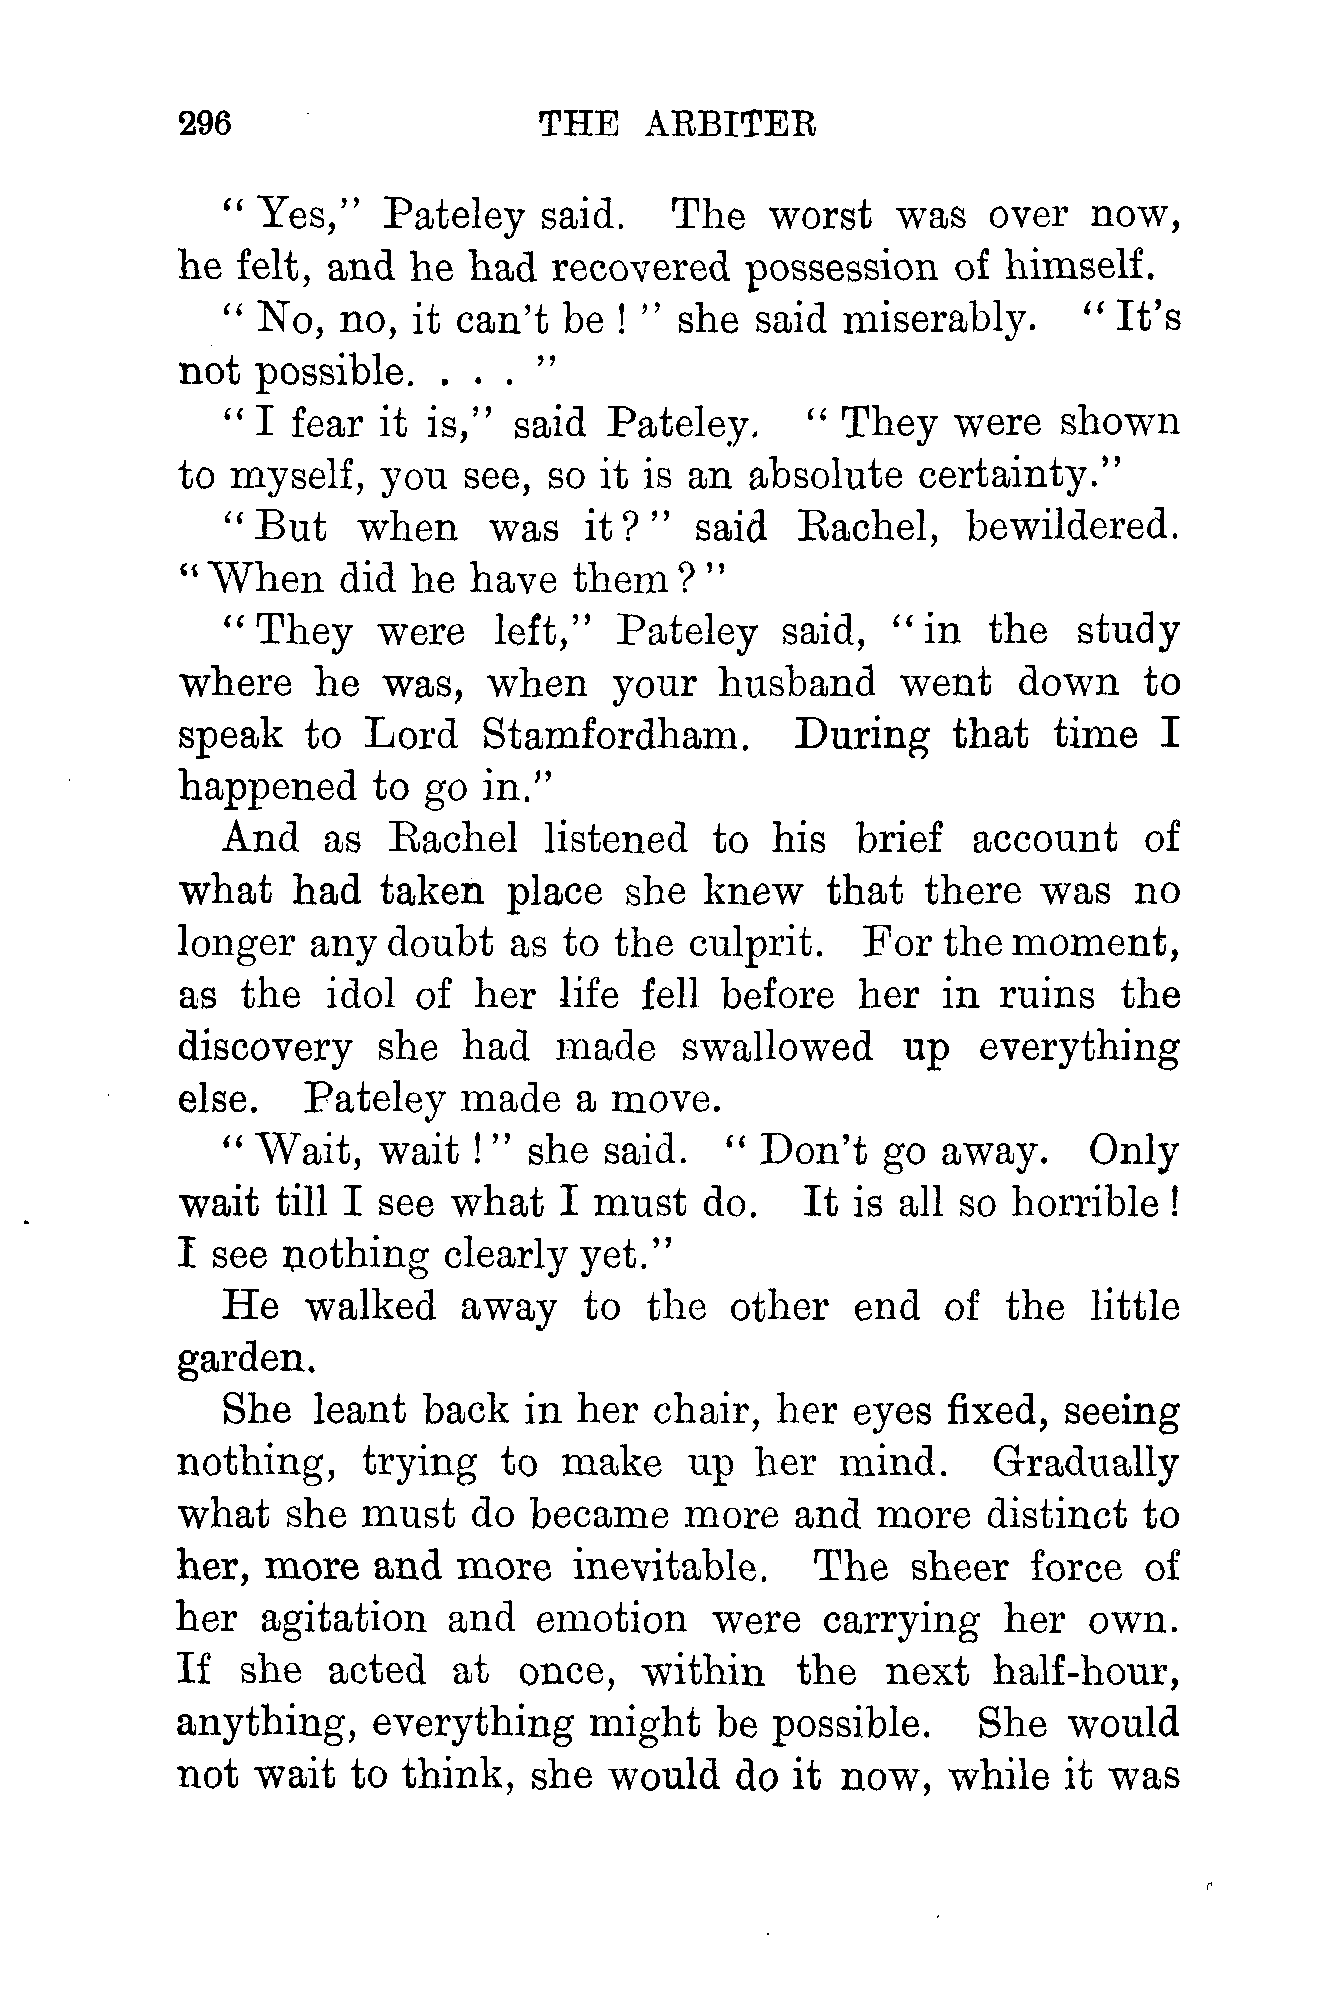 296 THE ARBITER
" Yes," Pateley said. The worst was over now,
he felt, and he had recovered possession of himself.
" No, no, it can't be ! " she said miserably. " It's
not possible. . . . "
" I fear it is," said Pateley. " They were shown
to myself, you see, so it is an absolute certainty."
" But when was it ? " said Rachel, bewildered.
" When did he have them ? "
" They were left," Pateley said, " in the study
where he was, when your husband went down to
speak to Lord Stamfordham. During that time I
happened to go in."
And as Rachel listened to his brief account of
what had taken place she knew that there was no
longer any doubt as to the culprit. For the moment,
as the idol of her life fell before her in ruins the
discovery she had made swallowed up everything
else. Pateley made a move.
" Wait, wait ! " she said. " Don't go away. Only
wait till I see what I must do. It is all so horrible !
I see nothing clearly yet."
He walked away to the other end of the little
garden.
She leant back in her chair, her eyes fixed, seeing
nothing, trying to make up her mind. Gradually
what she must do became more and more distinct to
her, more and more inevitable. The sheer force of
her agitation and emotion were carrying her own.
If she acted at once, within the next half-hour,
anything, everything might be possible. She would
not wait to think, she would do it now, while it was